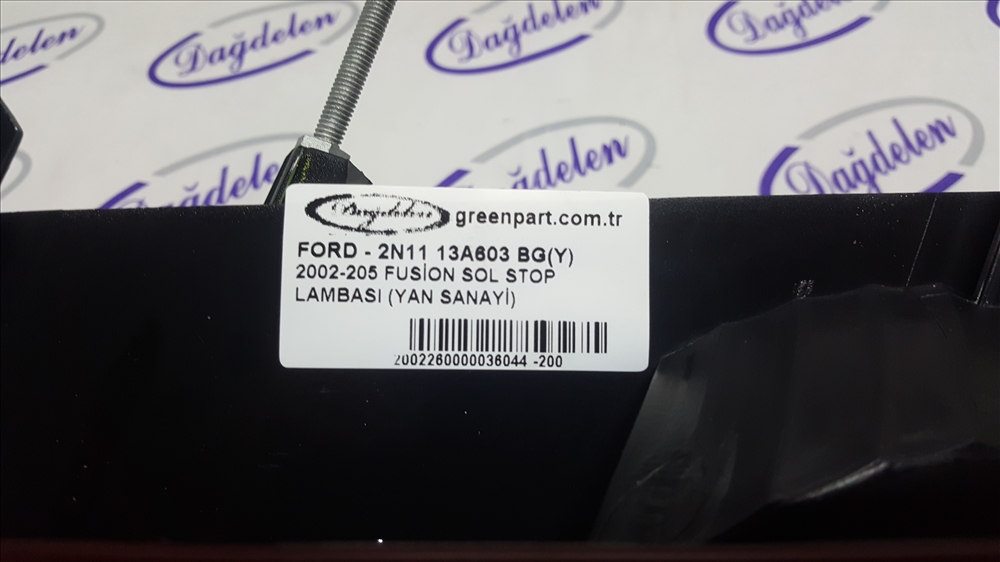 Dağdelen
Dağdelen
Dağdelen
Dağdelen
Dağdelen
Dağdelen
Dağdelen greenpart.com.tr
FORD - 2N11 13A603 BG(Y)
2002-205 FUSİON SOL STOP
LAMBASI (YAN SANAYİ)
2002260000036044 -200